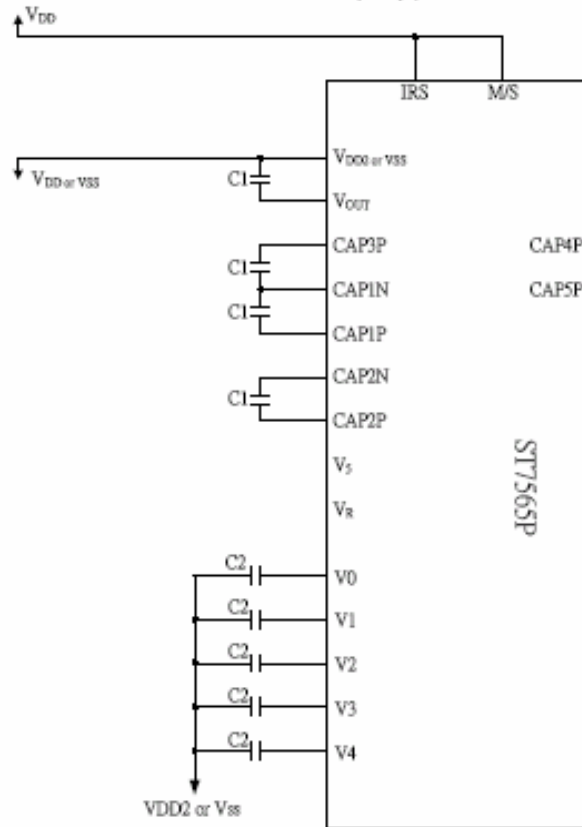 VDD
IRS M/S
VDD2 or VSS
VDD or VSS
C1
VOUT
CAP3P CAP4P
C1
CAP1N CAP5P
C1
CAP1P
CAP2N
C1
CAP2P
V5
ST7565P
VR
C2
V0
C2
V1
C2
V2
C2
V3
C2
V4
VDD2 or Vss